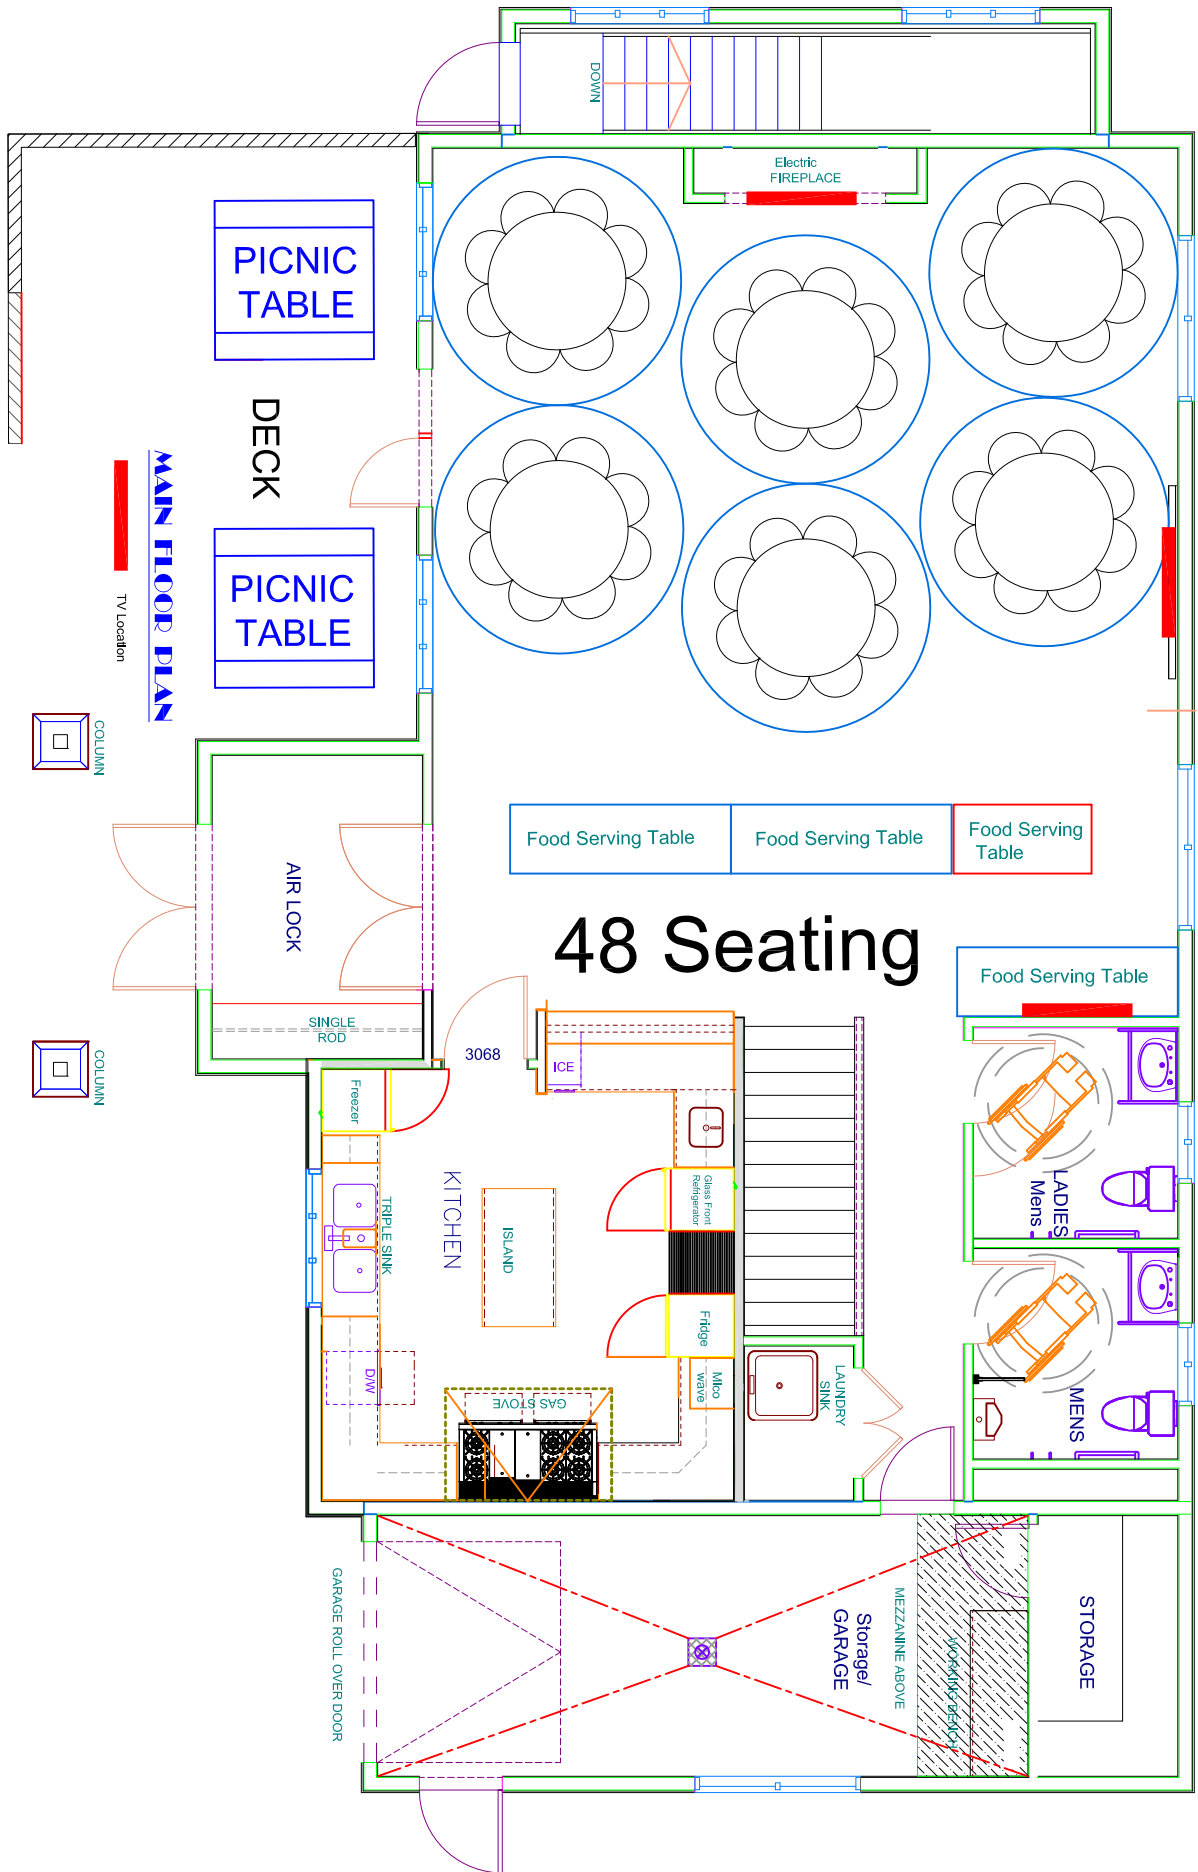 DOWN
Electric
FIREPLACE
PICNIC
TABLE
DECK
MAIN FLOOR PLAN
TV Location
PICNIC
TABLE
COLUMN
AIR LOCK
SINGLE
ROD
COLUMN
Food Serving Table
Food Serving Table
Food Serving
Table
48 Seating
Food Serving Table
3068
ICE
Freezer
KITCHEN
TRIPLE SINK
ISLAND
Glass Front
Refrigerator
Fridge
Mico
wave
D/W
GAS STOVE
LAUNDRY
SINK
LADIES
Mens
MENS
GARAGE ROLL OVER DOOR
Storage/
GARAGE
MEZZANINE ABOVE
WORKING BENCH
STORAGE